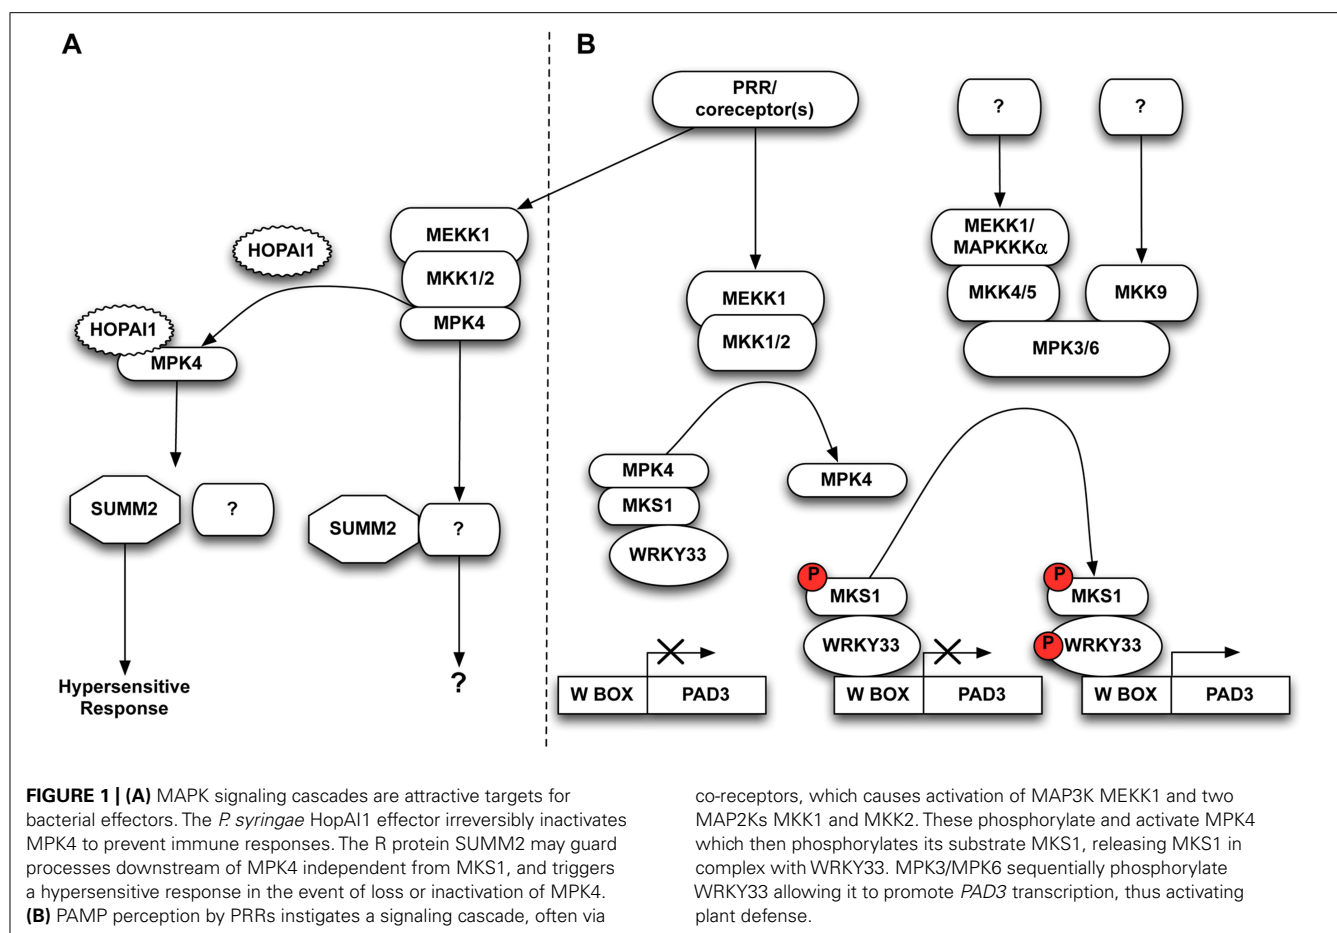 A
B
PRR/
coreceptor(s)
?
?
MEKK1
MKK1/2
MPK4
HOPAI1
HOPAI1
MPK4
SUMM2
?
SUMM2
?
Hypersensitive
Response
?
MEKK1
MKK1/2
MEKK1/
MAPKKKα
MKK4/5
MKK9
MPK3/6
MPK4
MKS1
WRKY33
MPK4
P
MKS1
WRKY33
P
MKS1
P
WRKY33
W BOX
PAD3
W BOX
PAD3
W BOX
PAD3
FIGURE 1 | (A) MAPK signaling cascades are attractive targets for
bacterial effectors. The P. syringae HopAI1 effector irreversibly inactivates
MPK4 to prevent immune responses. The R protein SUMM2 may guard
processes downstream of MPK4 independent from MKS1, and triggers
a hypersensitive response in the event of loss or inactivation of MPK4.
(B) PAMP perception by PRRs instigates a signaling cascade, often via
co-receptors, which causes activation of MAP3K MEKK1 and two
MAP2Ks MKK1 and MKK2. These phosphorylate and activate MPK4
which then phosphorylates its substrate MKS1, releasing MKS1 in
complex with WRKY33. MPK3/MPK6 sequentially phosphorylate
WRKY33 allowing it to promote PAD3 transcription, thus activating
plant defense.